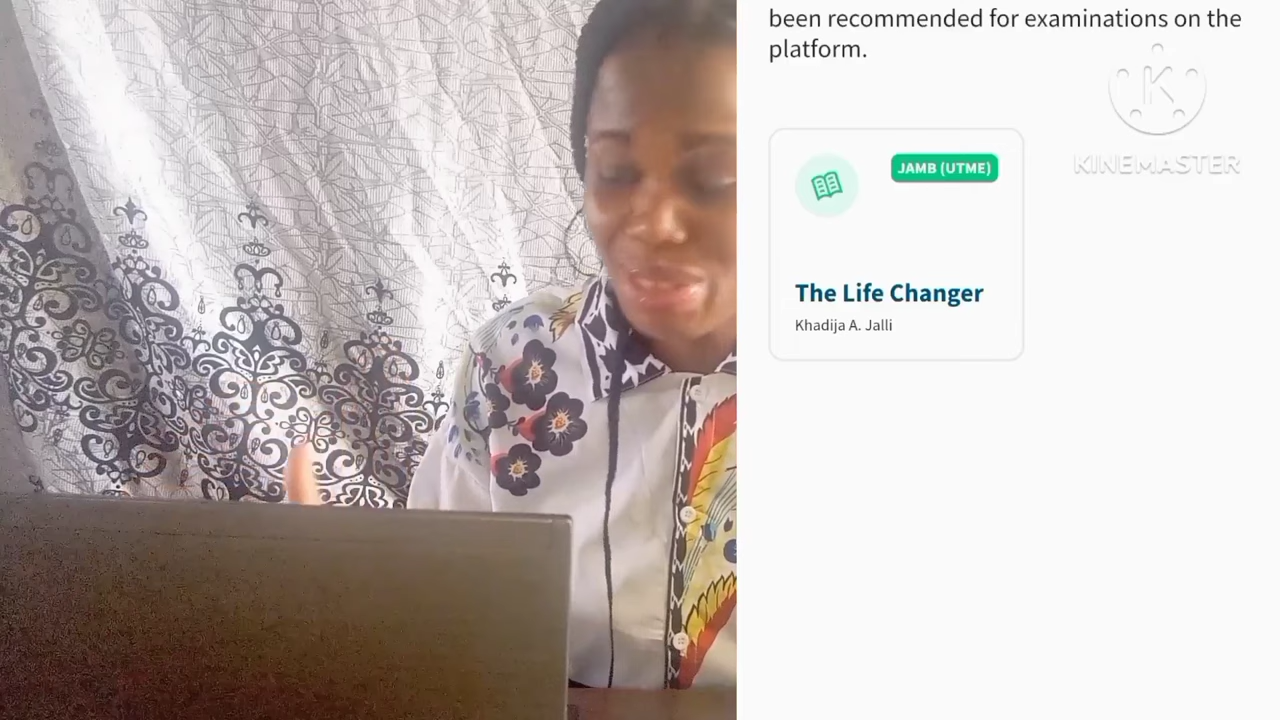 been recommended for examinations on the
platform.
K
KINEMASTER
JAMB (UTME)
The Life Changer
Khadija A. Jalli